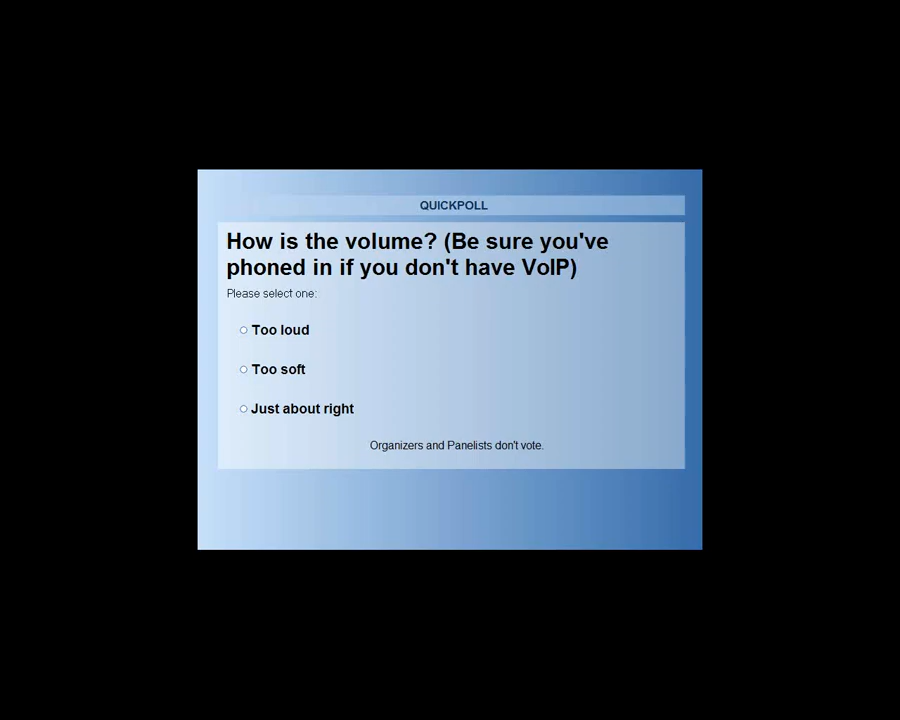 QUICKPOLL
How is the volume? (Be sure you've
phoned in if you don't have VoIP)
Please select one:
Too loud
Too soft
Just about right
Organizers and Panelists don't vote.